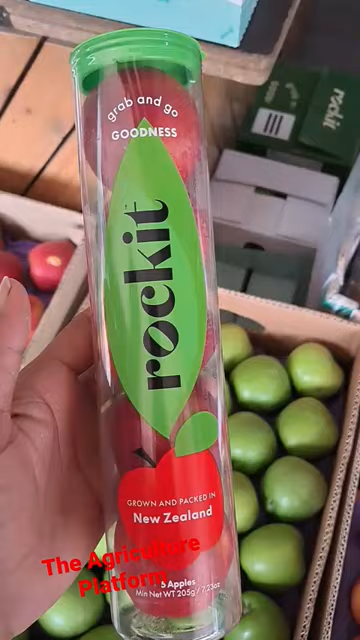 grab and go
GOODNESS
rockit
GROWN AND PACKED IN
New Zealand
The Agriculture
Platform
5 Apples
Min Net WT 205g / 7.23oz
rockit